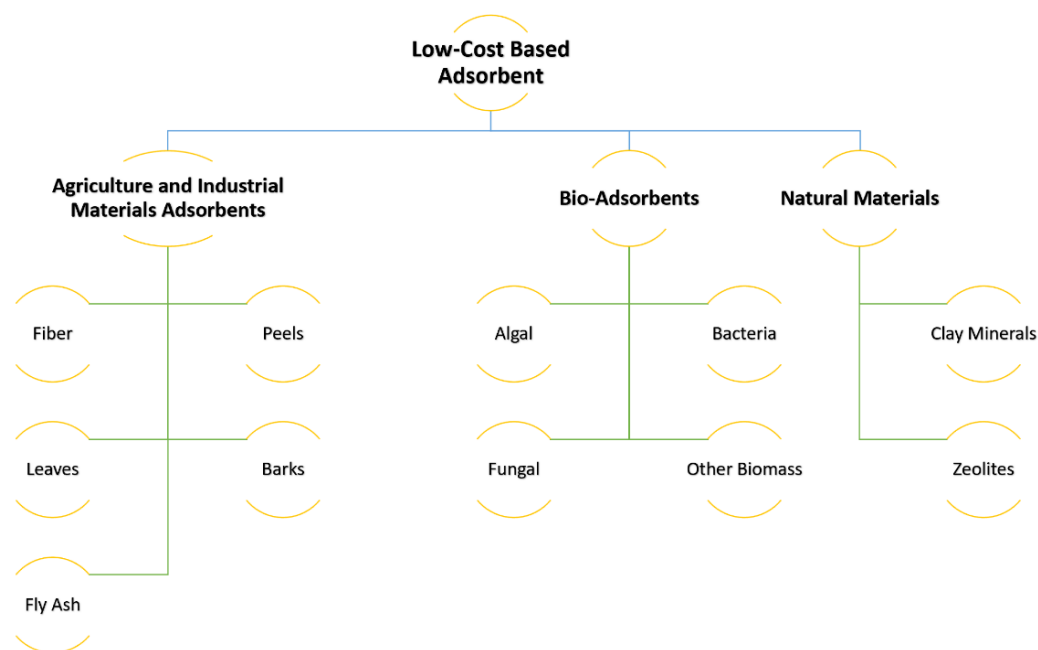 Low-Cost Based
Adsorbent
Agriculture and Industrial
Materials Adsorbents
Bio-Adsorbents
Natural Materials
Fiber
Peels
Algal
Bacteria
Clay Minerals
Leaves
Barks
Fungal
Other Biomass
Zeolites
Fly Ash